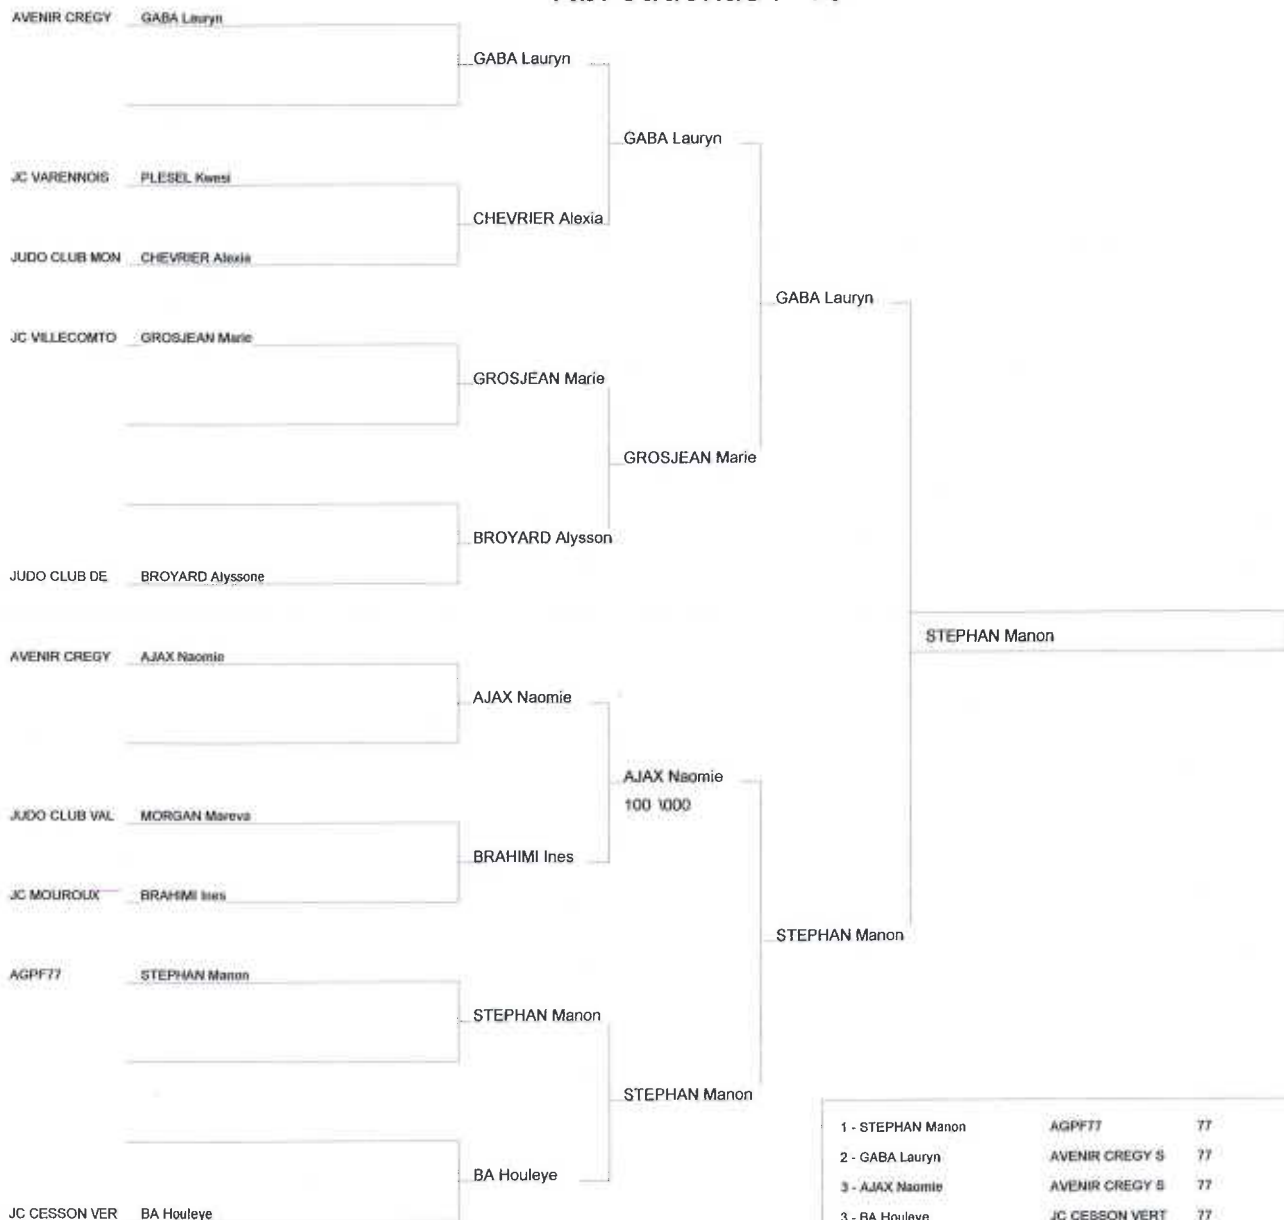 AVENIR CREGY GABA Lauryn
GABA Lauryn
GABA Lauryn
JC VARENNOIS PLESEL Kwesi
CHEVRIER Alexia
JUDO CLUB MON CHEVRIER Alexia
GABA Lauryn
JC VILLECOMTO GROSJEAN Marie
GROSJEAN Marie
GROSJEAN Marie
BROYARD Alysson
JUDO CLUB DE BROYARD Alyssone
STEPHAN Manon
AVENIR CREGY AJAX Naomie
AJAX Naomie
AJAX Naomie
100 \000
JUDO CLUB VAL MORGAN Mareva
BRAHIMI Ines
JC MOUROUX BRAHIMI Ines
STEPHAN Manon
AGPF77 STEPHAN Manon
STEPHAN Manon
STEPHAN Manon
BA Houleye
JC CESSON VER BA Houleye
1 - STEPHAN Manon AGPF77 77
2 - GABA Lauryn AVENIR CREGY S 77
3 - AJAX Naomie AVENIR CREGY S 77
3 - BA Houleye JC CESSON VERT 77